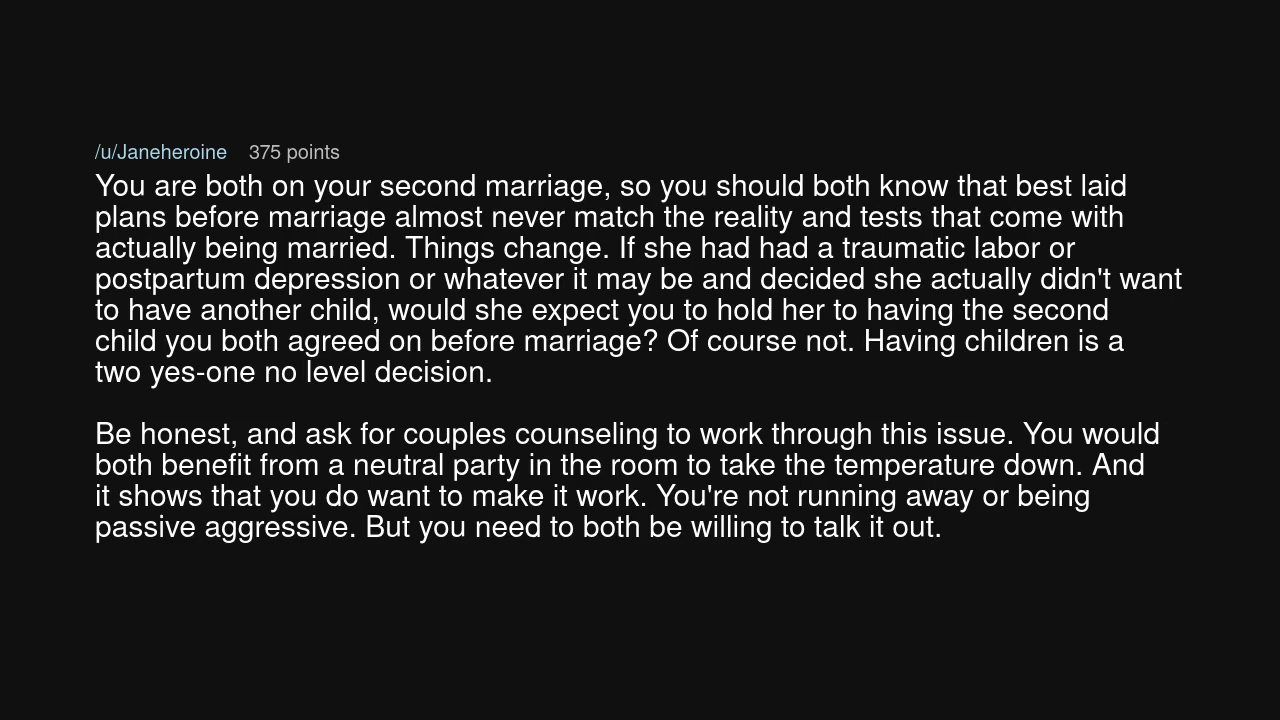 /u/Janeheroine 375 points
You are both on your second marriage, so you should both know that best laid
plans before marriage almost never match the reality and tests that come with
actually being married. Things change. If she had had a traumatic labor or
postpartum depression or whatever it may be and decided she actually didn't want
to have another child, would she expect you to hold her to having the second
child you both agreed on before marriage? Of course not. Having children is a
two yes-one no level decision.

Be honest, and ask for couples counseling to work through this issue. You would
both benefit from a neutral party in the room to take the temperature down. And
it shows that you do want to make it work. You're not running away or being
passive aggressive. But you need to both be willing to talk it out.